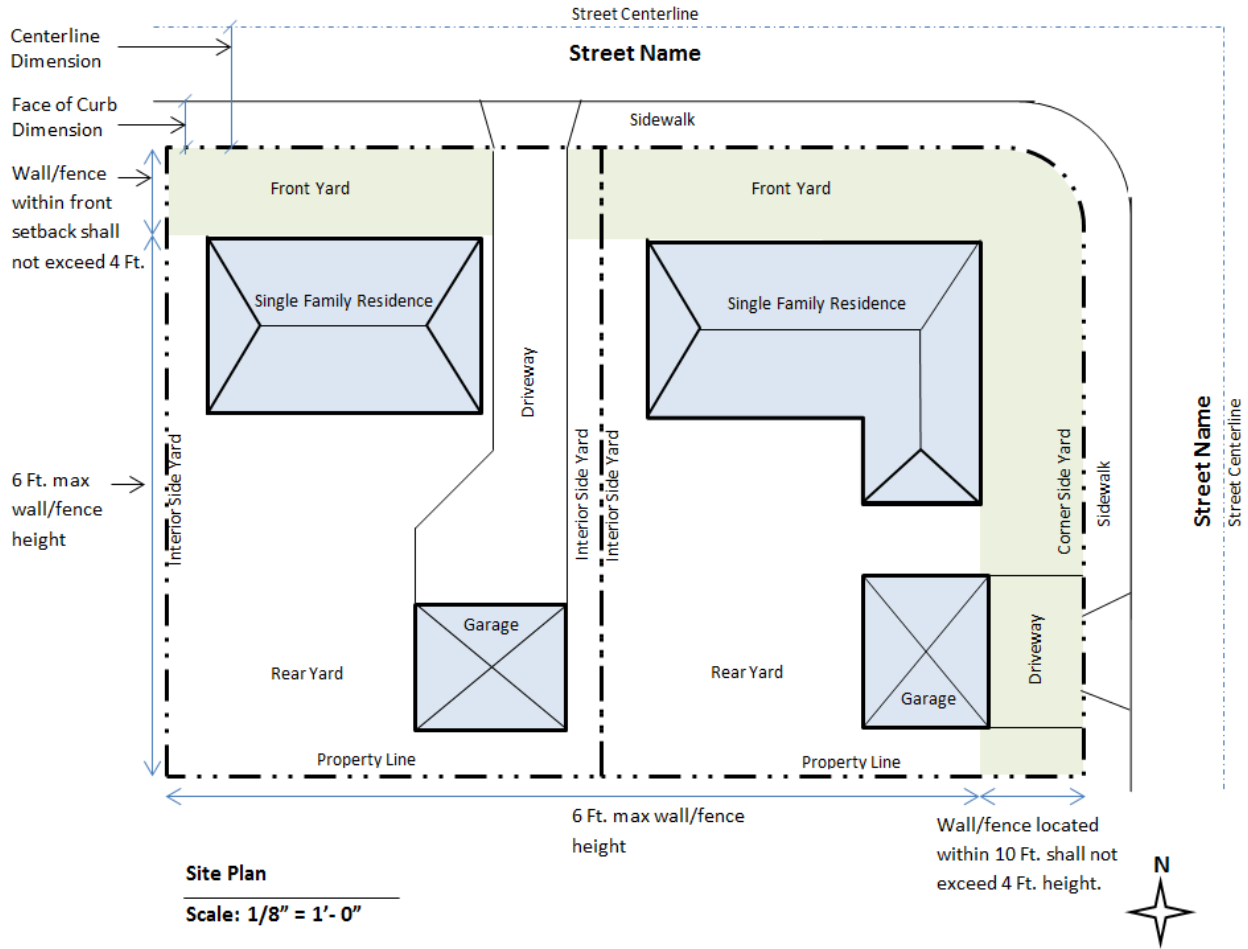 Street Centerline
Street Name
Centerline
Dimension
Face of Curb
Dimension
Sidewalk
Wall/fence
within front
setback shall
not exceed 4 Ft.
Front Yard
Front Yard
Single Family Residence
Single Family Residence
Driveway
Interior Side Yard
Interior Side Yard
Interior Side Yard
Corner Side Yard
Sidewalk
Street Name
Street Centerline
6 Ft. max
wall/fence
height
Garage
Rear Yard
Rear Yard
Garage
Driveway
Property Line
Property Line
6 Ft. max wall/fence
height
Wall/fence located
within 10 Ft. shall not
exceed 4 Ft. height.
Site Plan
Scale: 1/8” = 1’- 0”
N